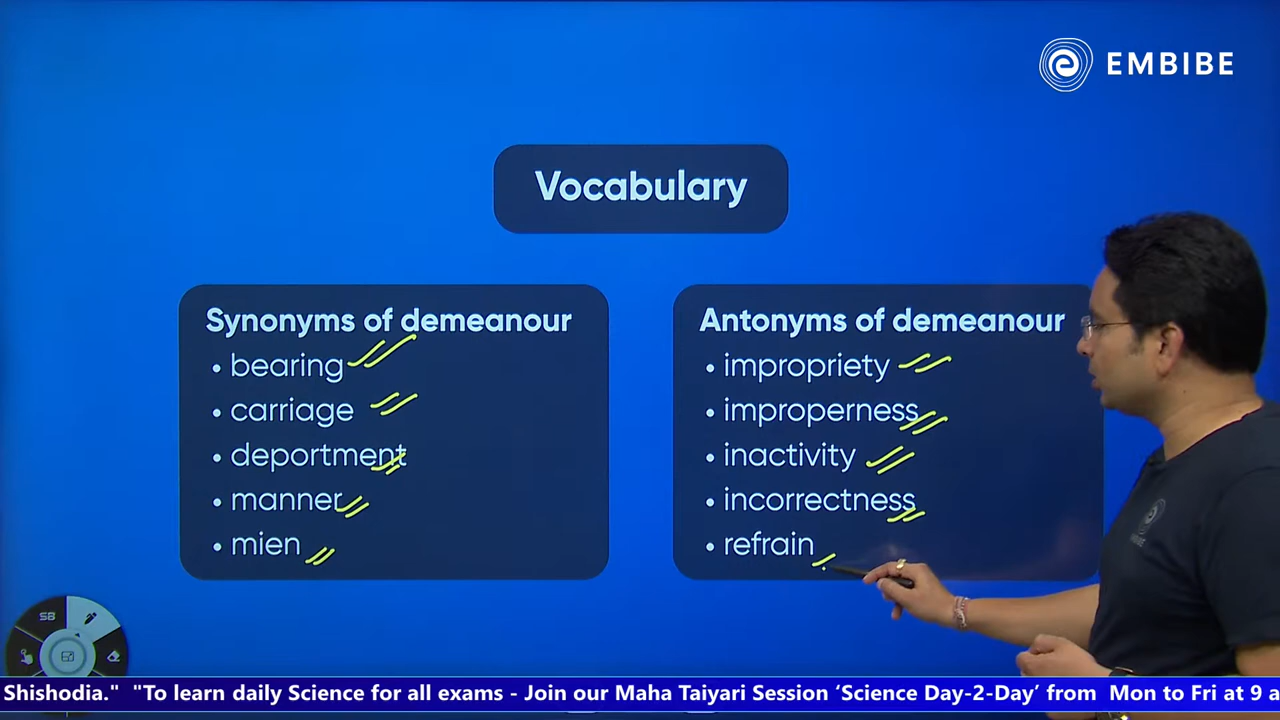 EMBIBE
Vocabulary
Synonyms of demeanour
• bearing
• carriage
• deportment
• manner
• mien
Antonyms of demeanour
• impropriety
• improperness
• inactivity
• incorrectness
• refrain
SB
Shishodia." "To learn daily Science for all exams - Join our Maha Taiyari Session ‘Science Day-2-Day’ from Mon to Fri at 9 a